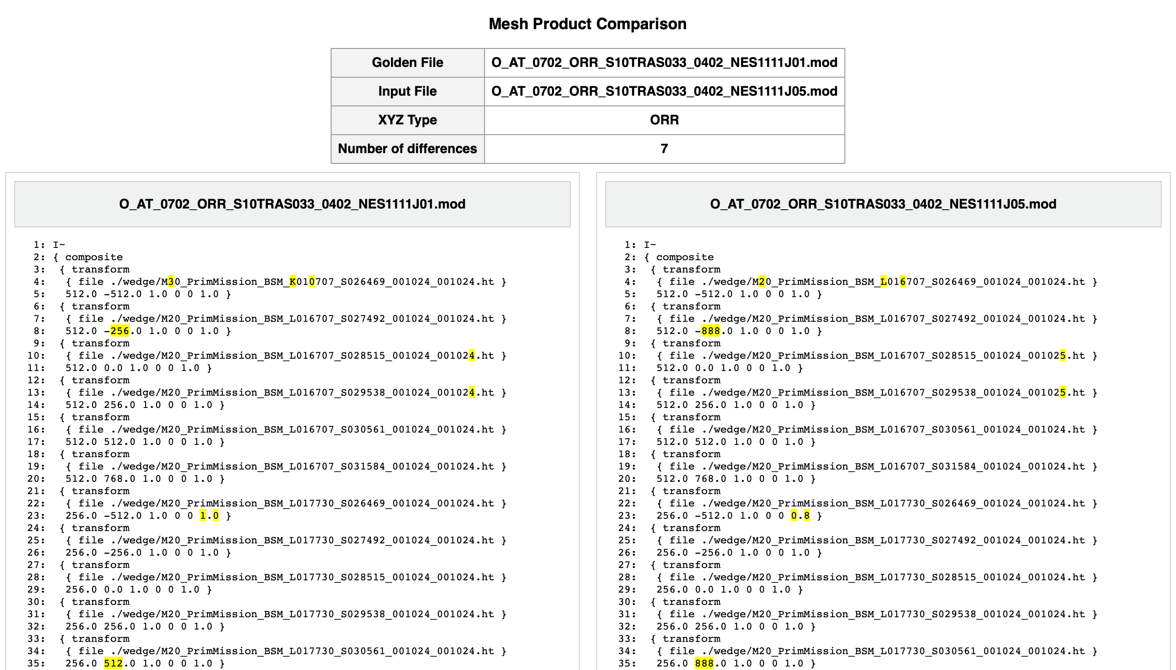 Mesh Product Comparison
Golden File O_AT_0702_ORR_S10TRAS033_0402_NES1111J01.mod
Input File O_AT_0702_ORR_S10TRAS033_0402_NES1111J05.mod
XYZ Type ORR
Number of differences 7
O_AT_0702_ORR_S10TRAS033_0402_NES1111J01.mod
1: I~
2: { composite
3: { transform
4: { file ./wedge/M30_PrimMission_BSM_K010707_S026469_001024_001024.ht }
5: 512.0 -512.0 1.0 0 0 1.0 }
6: { transform
7: { file ./wedge/M20_PrimMission_BSM_L016707_S027492_001024_001024.ht }
8: 512.0 -256.0 1.0 0 0 1.0 }
9: { transform
10: { file ./wedge/M20_PrimMission_BSM_L016707_S028515_001024_001024.ht }
11: 512.0 0.0 1.0 0 0 1.0 }
12: { transform
13: { file ./wedge/M20_PrimMission_BSM_L016707_S029538_001024_001024.ht }
14: 512.0 256.0 1.0 0 0 1.0 }
15: { transform
16: { file ./wedge/M20_PrimMission_BSM_L016707_S030561_001024_001024.ht }
17: 512.0 512.0 1.0 0 0 1.0 }
18: { transform
19: { file ./wedge/M20_PrimMission_BSM_L016707_S031584_001024_001024.ht }
20: 512.0 768.0 1.0 0 0 1.0 }
21: { transform
22: { file ./wedge/M20_PrimMission_BSM_L017730_S026469_001024_001024.ht }
23: 256.0 -512.0 1.0 0 0 1.0 }
24: { transform
25: { file ./wedge/M20_PrimMission_BSM_L017730_S027492_001024_001024.ht }
26: 256.0 -256.0 1.0 0 0 1.0 }
27: { transform
28: { file ./wedge/M20_PrimMission_BSM_L017730_S028515_001024_001024.ht }
29: 256.0 0.0 1.0 0 0 1.0 }
30: { transform
31: { file ./wedge/M20_PrimMission_BSM_L017730_S029538_001024_001024.ht }
32: 256.0 256.0 1.0 0 0 1.0 }
33: { transform
34: { file ./wedge/M20_PrimMission_BSM_L017730_S030561_001024_001024.ht }
35: 256.0 512.0 1.0 0 0 1.0 }
O_AT_0702_ORR_S10TRAS033_0402_NES1111J05.mod
1: I~
2: { composite
3: { transform
4: { file ./wedge/M20_PrimMission_BSM_L016707_S026469_001024_001024.ht }
5: 512.0 -512.0 1.0 0 0 1.0 }
6: { transform
7: { file ./wedge/M20_PrimMission_BSM_L016707_S027492_001024_001024.ht }
8: 512.0 -888.0 1.0 0 0 1.0 }
9: { transform
10: { file ./wedge/M20_PrimMission_BSM_L016707_S028515_001024_001025.ht }
11: 512.0 0.0 1.0 0 0 1.0 }
12: { transform
13: { file ./wedge/M20_PrimMission_BSM_L016707_S029538_001024_001025.ht }
14: 512.0 256.0 1.0 0 0 1.0 }
15: { transform
16: { file ./wedge/M20_PrimMission_BSM_L016707_S030561_001024_001024.ht }
17: 512.0 512.0 1.0 0 0 1.0 }
18: { transform
19: { file ./wedge/M20_PrimMission_BSM_L016707_S031584_001024_001024.ht }
20: 512.0 768.0 1.0 0 0 1.0 }
21: { transform
22: { file ./wedge/M20_PrimMission_BSM_L017730_S026469_001024_001024.ht }
23: 256.0 -512.0 1.0 0 0 0.8 }
24: { transform
25: { file ./wedge/M20_PrimMission_BSM_L017730_S027492_001024_001024.ht }
26: 256.0 -256.0 1.0 0 0 1.0 }
27: { transform
28: { file ./wedge/M20_PrimMission_BSM_L017730_S028515_001024_001024.ht }
29: 256.0 0.0 1.0 0 0 1.0 }
30: { transform
31: { file ./wedge/M20_PrimMission_BSM_L017730_S029538_001024_001024.ht }
32: 256.0 256.0 1.0 0 0 1.0 }
33: { transform
34: { file ./wedge/M20_PrimMission_BSM_L017730_S030561_001024_001024.ht }
35: 256.0 888.0 1.0 0 0 1.0 }